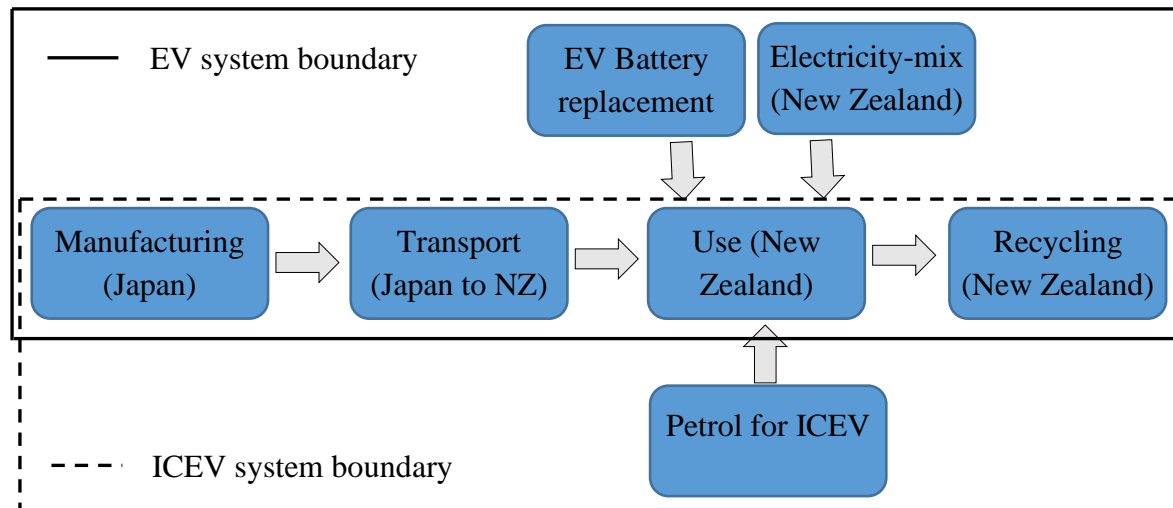 EV system boundary
EV Battery
replacement
Electricity-mix
(New Zealand)
Manufacturing
(Japan)
Transport
(Japan to NZ)
Use (New
Zealand)
Recycling
(New Zealand)
Petrol for ICEV
ICEV system boundary